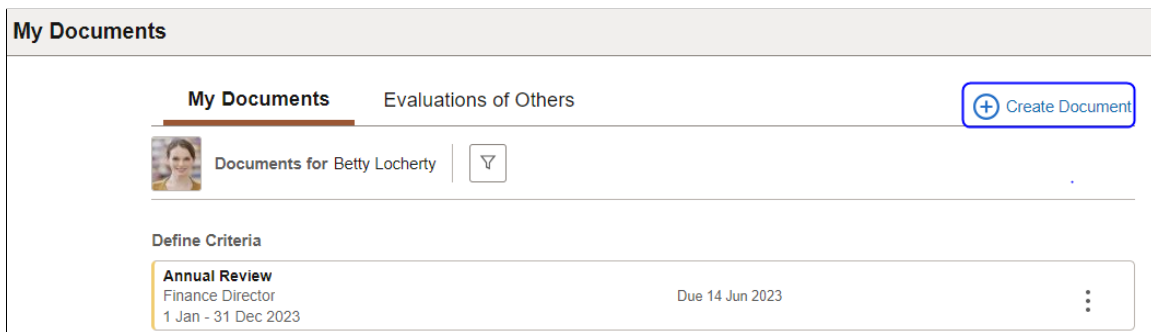 My Documents
My Documents Evaluations of Others Create Document
Documents for Betty Locherty
Define Criteria
Annual Review
Finance Director Due 14 Jun 2023
1 Jan - 31 Dec 2023